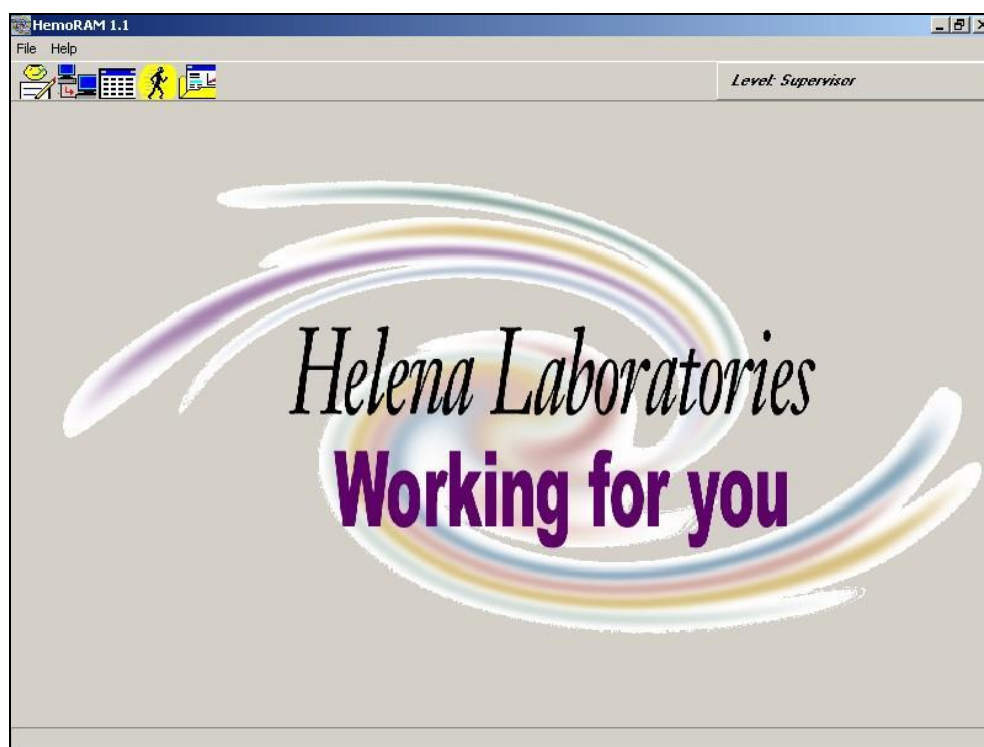 HemoRAM 1.1
File Help
Level: Supervisor
Helena Laboratories
Working for you